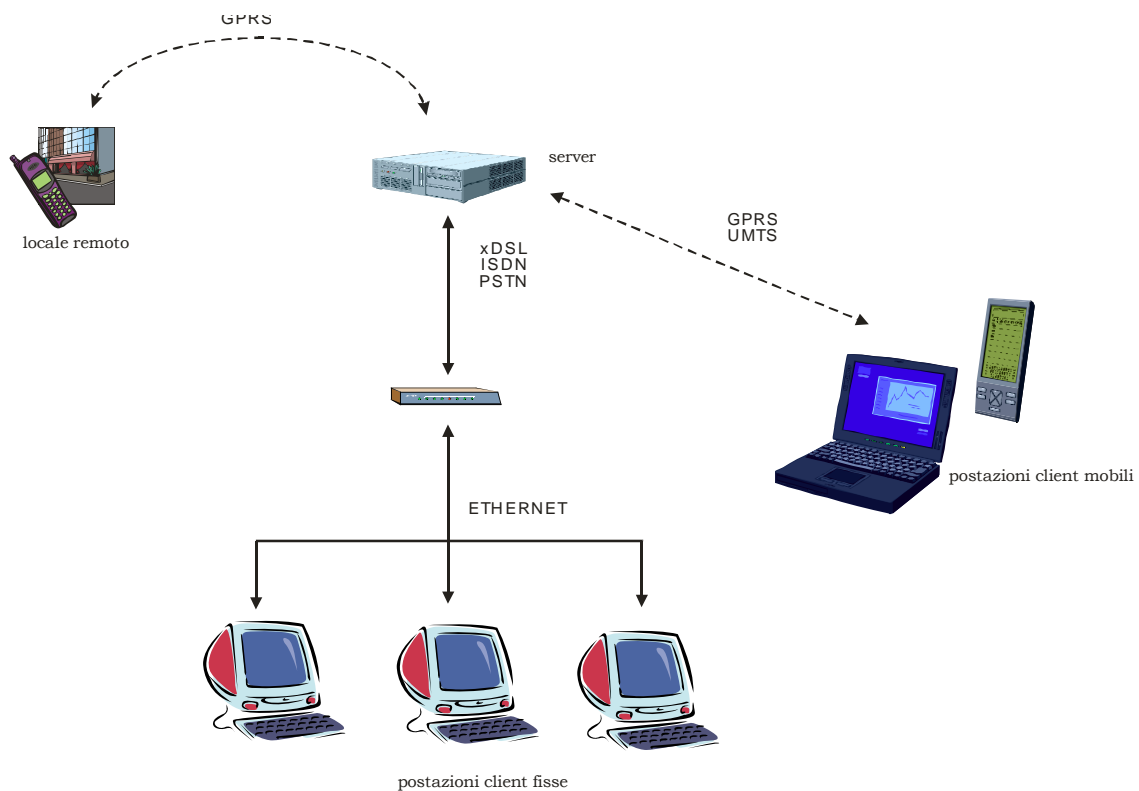 GPRS
server
locale remoto
GPRS
UMTS
xDSL
ISDN
PSTN
postazioni client mobili
ETHERNET
postazioni client fisse